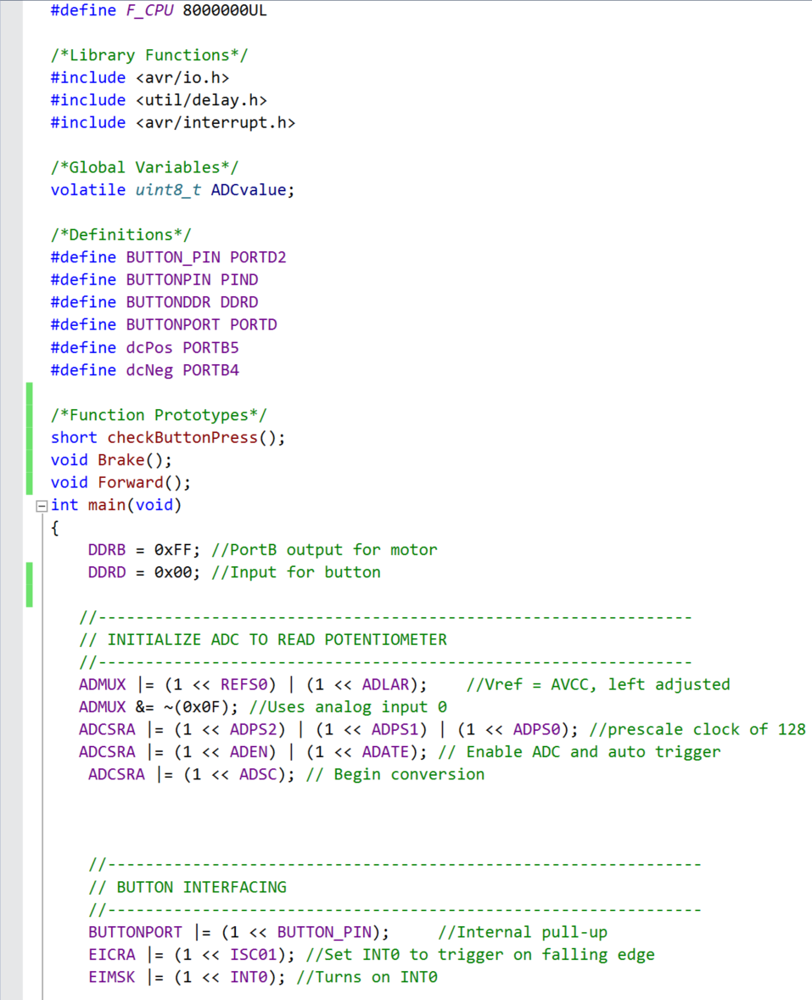 #define F_CPU 8000000UL
/*Library Functions*/
#include <avr/io.h>
#include <util/delay.h>
#include <avr/interrupt.h>
/*Global Variables*/
volatile uint8_t ADCvalue;
/*Definitions*/
#define BUTTON_PIN PORTD2
#define BUTTONPIN PIND
#define BUTTONDDR DDRD
#define BUTTONPORT PORTD
#define dcPos PORTB5
#define dcNeg PORTB4
/*Function Prototypes*/
short checkButtonPress();
void Brake();
void Forward();
int main(void)
{
DDRB = 0xFF; //PortB output for motor
DDRD = 0x00; //Input for button
//---------------------------------------------------------------
// INITIALIZE ADC TO READ POTENTIOMETER
//---------------------------------------------------------------
ADMUX |= (1 << REFS0) | (1 << ADLAR);    //Vref = AVCC, left adjusted
ADMUX &= ~(0x0F); //Uses analog input 0
ADCSRA |= (1 << ADPS2) | (1 << ADPS1) | (1 << ADPS0); //prescale clock of 128
ADCSRA |= (1 << ADEN) | (1 << ADATE); // Enable ADC and auto trigger
ADCSRA |= (1 << ADSC); // Begin conversion
//---------------------------------------------------------------
// BUTTON INTERFACING
//---------------------------------------------------------------
BUTTONPORT |= (1 << BUTTON_PIN);     //Internal pull-up
EICRA |= (1 << ISC01); //Set INT0 to trigger on falling edge
EIMSK |= (1 << INT0); //Turns on INT0